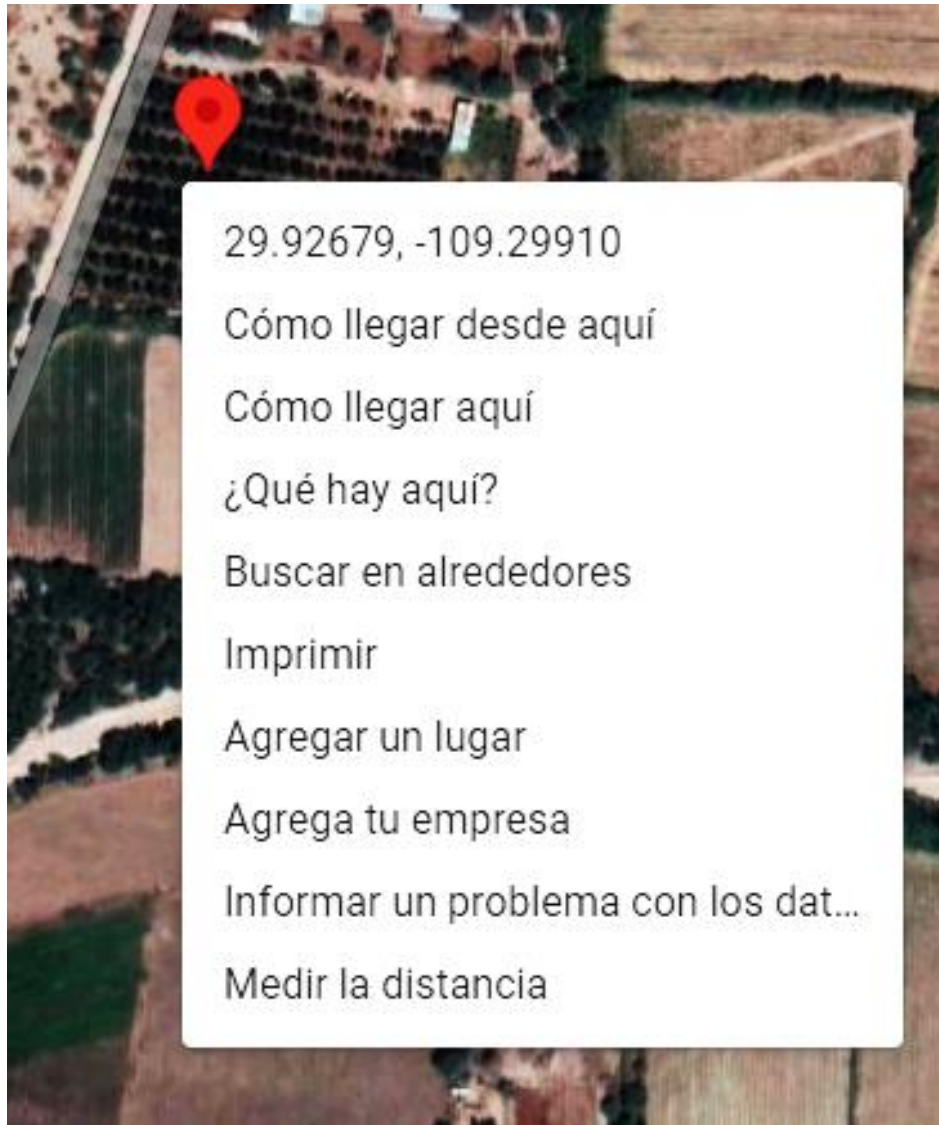 29.92679, -109.29910
Cómo llegar desde aquí
Cómo llegar aquí
¿Qué hay aquí?
Buscar en alrededores
Imprimir
Agregar un lugar
Agrega tu empresa
Informar un problema con los dat...
Medir la distancia